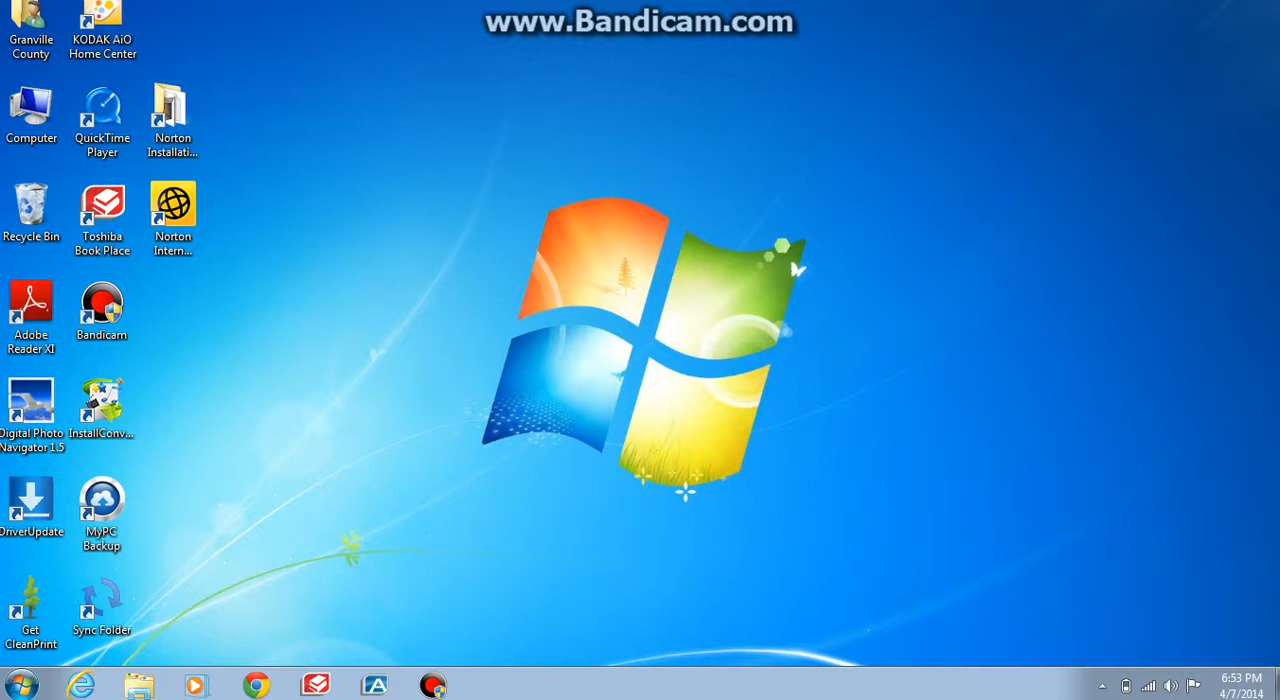 www.Bandicam.com
Granville
County
KODAK AiO
Home Center
Computer
QuickTime
Player
Norton
Installati...
Recycle Bin
Toshiba
Book Place
Norton
Intern...
Adobe
Reader XI
Bandicam
Digital Photo
Navigator 1.5
InstallConv...
DriverUpdate
MyPC
Backup
Get
CleanPrint
Sync Folder
6:53 PM
4/7/2014